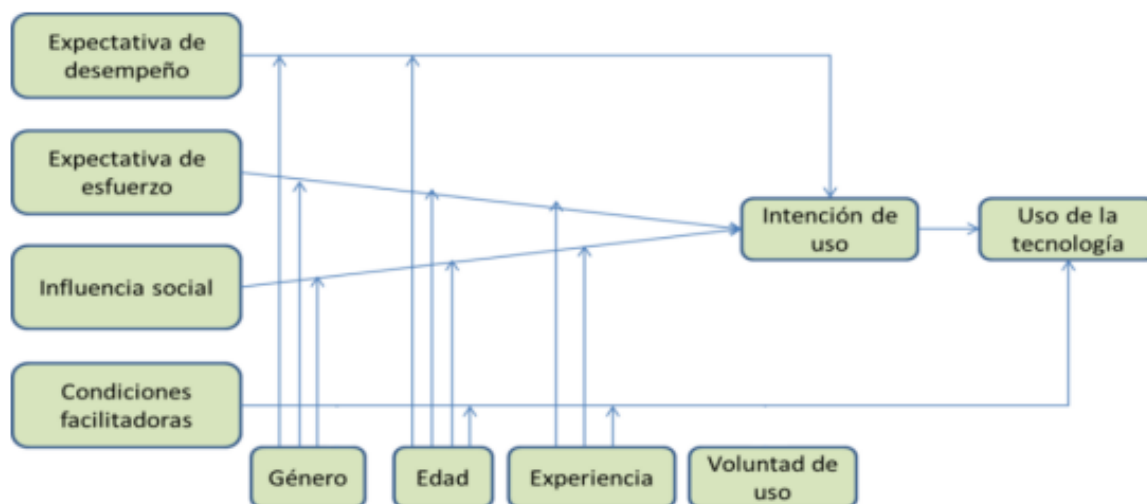 Expectativa de
desempeño
Expectativa de
esfuerzo
Intención de
uso
Uso de la
tecnología
Influencia social
Condiciones
facilitadoras
Género
Edad
Experiencia
Voluntad de
uso